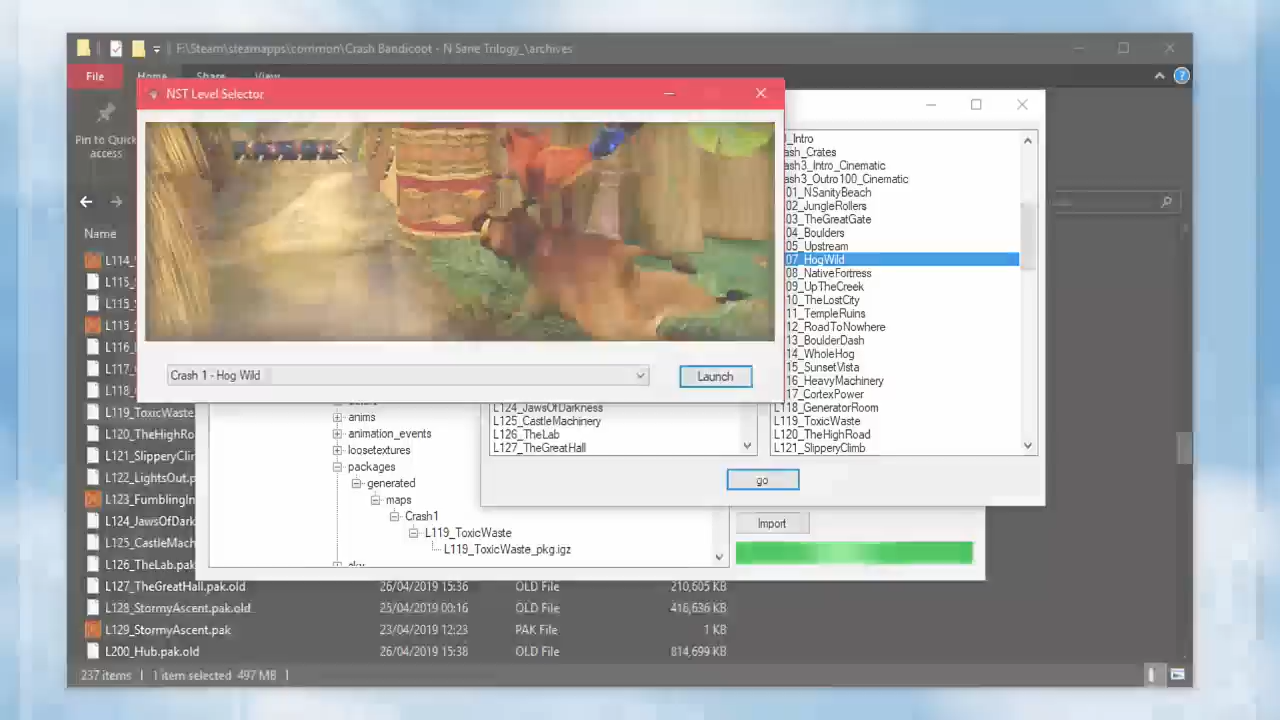 F:\Steam\steamapps\common\Crash Bandicoot - N Sane Trilogy_\archives
File Home Share View
NST Level Selector
Pin to Quick
access
Name
Crash 1 - Hog Wild
Launch
_Intro
ash_Crates
ash3_Intro_Cinematic
ash3_Outro100_Cinematic
01_NSanityBeach
02_JungleRollers
03_TheGreatGate
04_Boulders
05_Upstream
07_HogWild
08_NativeFortress
09_UpTheCreek
10_TheLostCity
11_TempleRuins
12_RoadToNowhere
13_BoulderDash
14_WholeHog
15_SunsetVista
16_HeavyMachinery
17_CortexPower
L118_GeneratorRoom
L119_ToxicWaste
L120_TheHighRoad
L121_SlipperyClimb
L124_JawsOfDarkness
L125_CastleMachinery
L126_TheLab
L127_TheGreatHall
go
anims
animation_events
loosetextures
packages
generated
maps
Crash1
L119_ToxicWaste
L119_ToxicWaste_pkg.igz
Import
L114_
L115_
L115_
L115_
L116_
L117_
L118_
L119_ToxicWaste
L120_TheHighRo
L121_SlipperyClir
L122_LightsOut.p
L123_FumblingIn
L124_JawsOfDark
L125_CastleMach
L126_TheLab.pak
L127_TheGreatHall.pak.old 26/04/2019 15:36 OLD File 210,605 KB
L128_StormyAscent.pak.old 25/04/2019 00:16 OLD File 416,636 KB
L129_StormyAscent.pak 23/04/2019 12:23 PAK File 1 KB
L200_Hub.pak.old 26/04/2019 15:38 OLD File 814,699 KB
237 items 1 item selected 497 MB